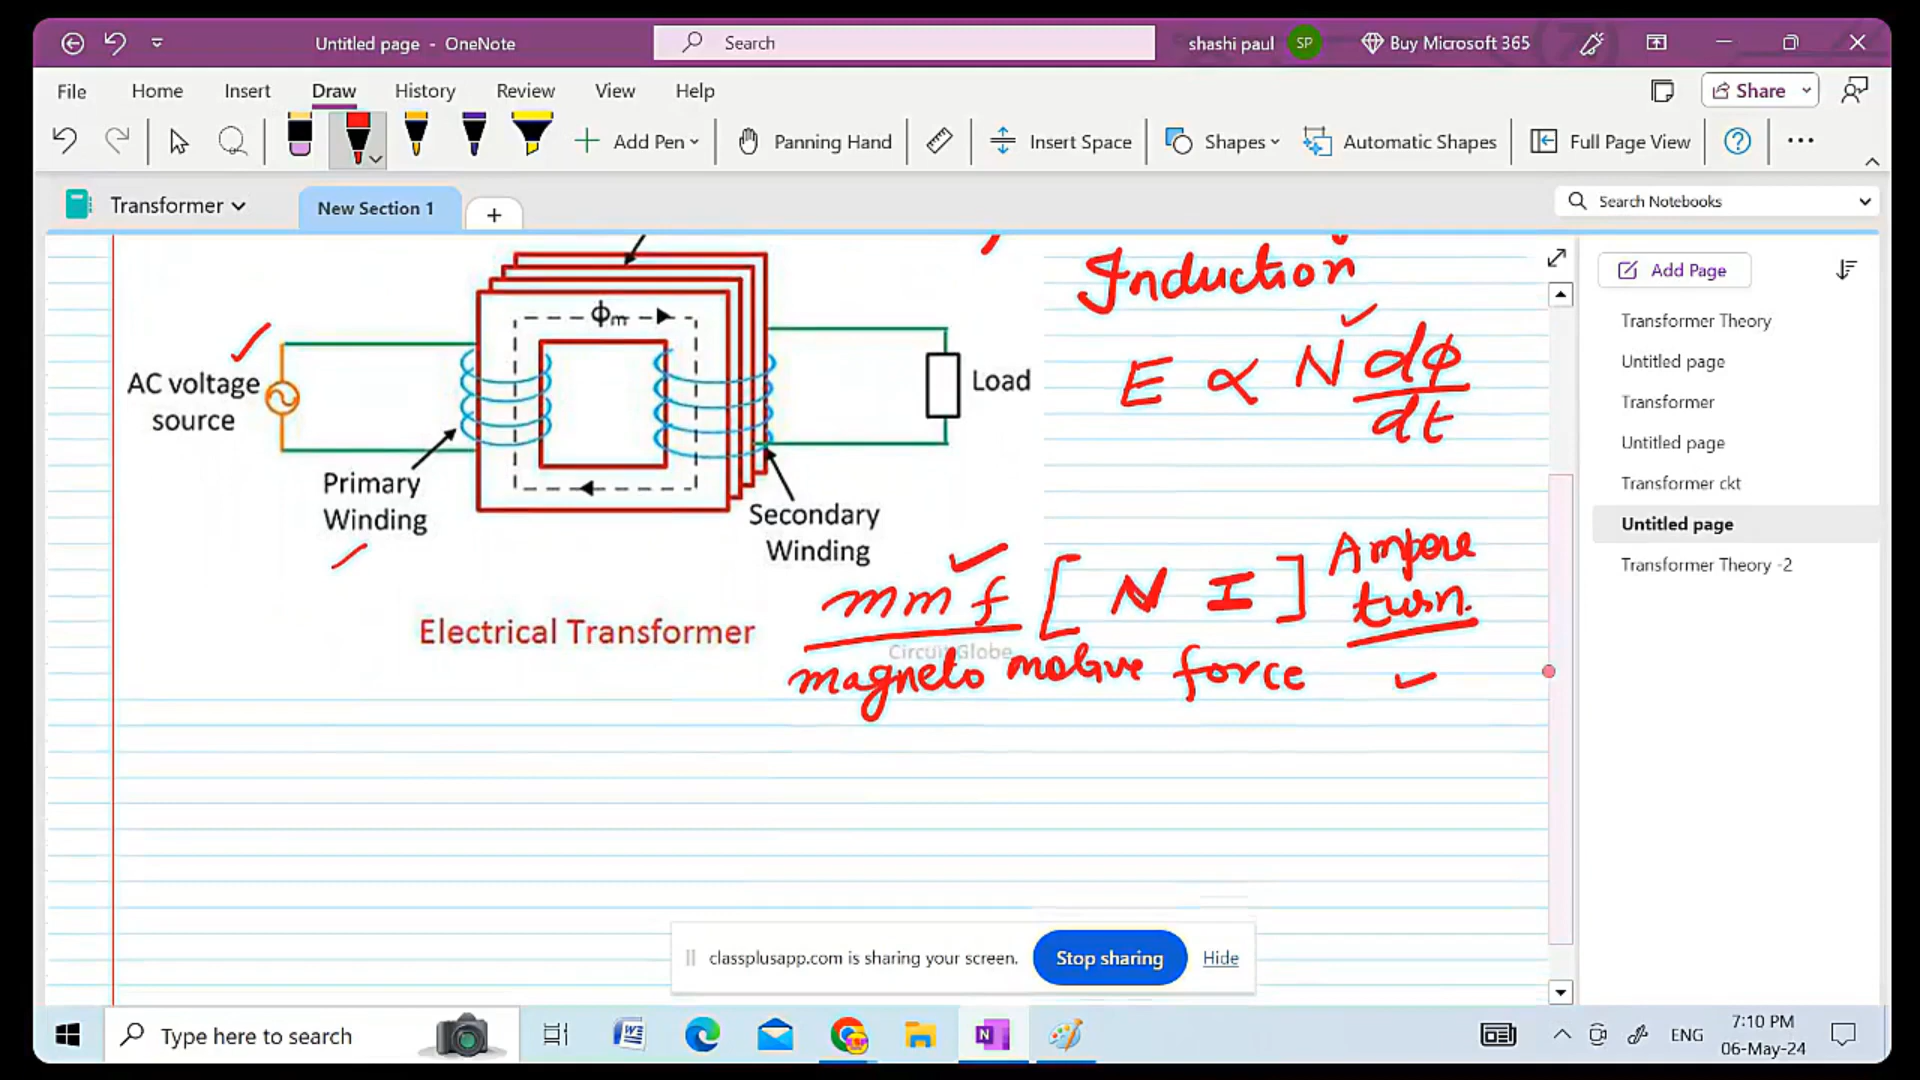 Untitled page - OneNote
Search
shashi paul
SP
Buy Microsoft 365
File
Home
Insert
Draw
History
Review
View
Help
Share
Add Pen
Panning Hand
Insert Space
Shapes
Automatic Shapes
Full Page View
Transformer
New Section 1
Search Notebooks
Add Page
Transformer Theory
Untitled page
Transformer
Untitled page
Transformer ckt
Untitled page
Transformer Theory -2
Induction
E ∝ N dϕ/dt
ϕm
AC voltage
source
Load
Primary
Winding
Secondary
Winding
mmf [ N I ] Ampere
turn.
Electrical Transformer
Circuit Globe
magneto motive force
classplusapp.com is sharing your screen.
Stop sharing
Hide
Type here to search
ENG
7:10 PM
06-May-24